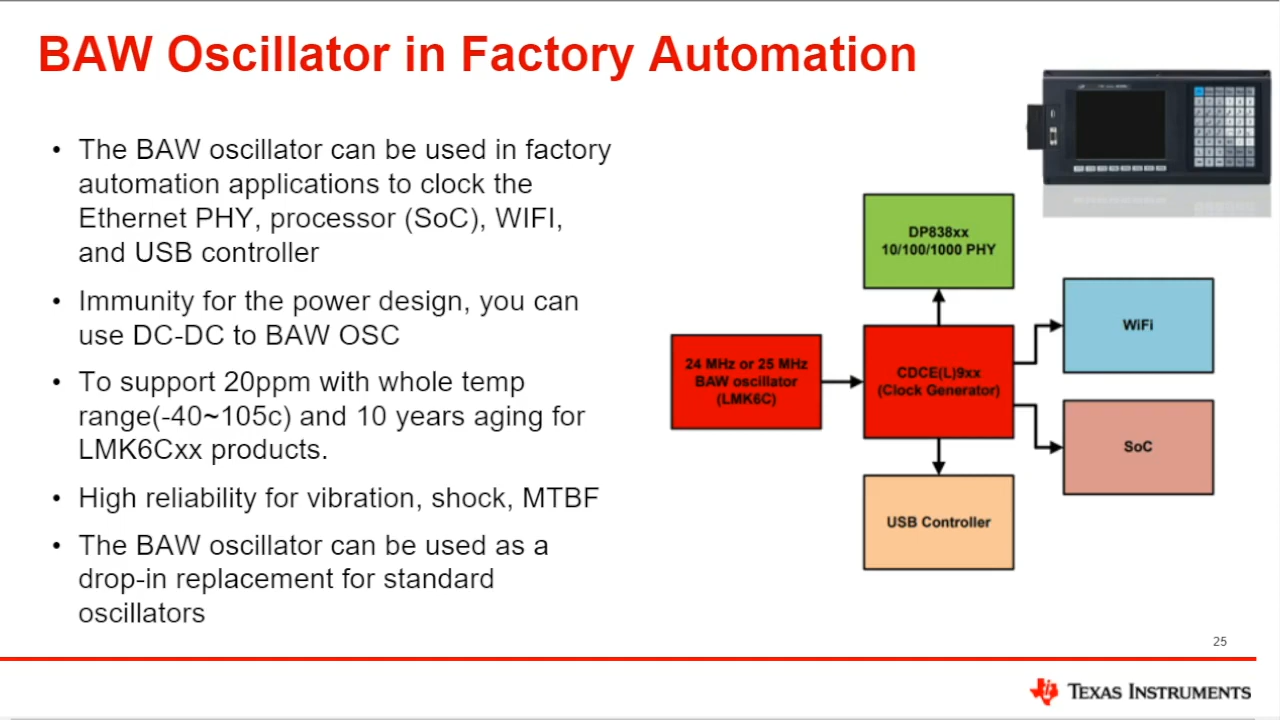 BAW Oscillator in Factory Automation
• The BAW oscillator can be used in factory
automation applications to clock the
Ethernet PHY, processor (SoC), WIFI,
and USB controller
• Immunity for the power design, you can
use DC-DC to BAW OSC
• To support 20ppm with whole temp
range(-40~105c) and 10 years aging for
LMK6Cxx products.
• High reliability for vibration, shock, MTBF
• The BAW oscillator can be used as a
drop-in replacement for standard
oscillators
DP838xx
10/100/1000 PHY
WiFi
24 MHz or 25 MHz
BAW oscillator
(LMK6C)
CDCE(L)9xx
(Clock Generator)
SoC
USB Controller
25
TEXAS INSTRUMENTS